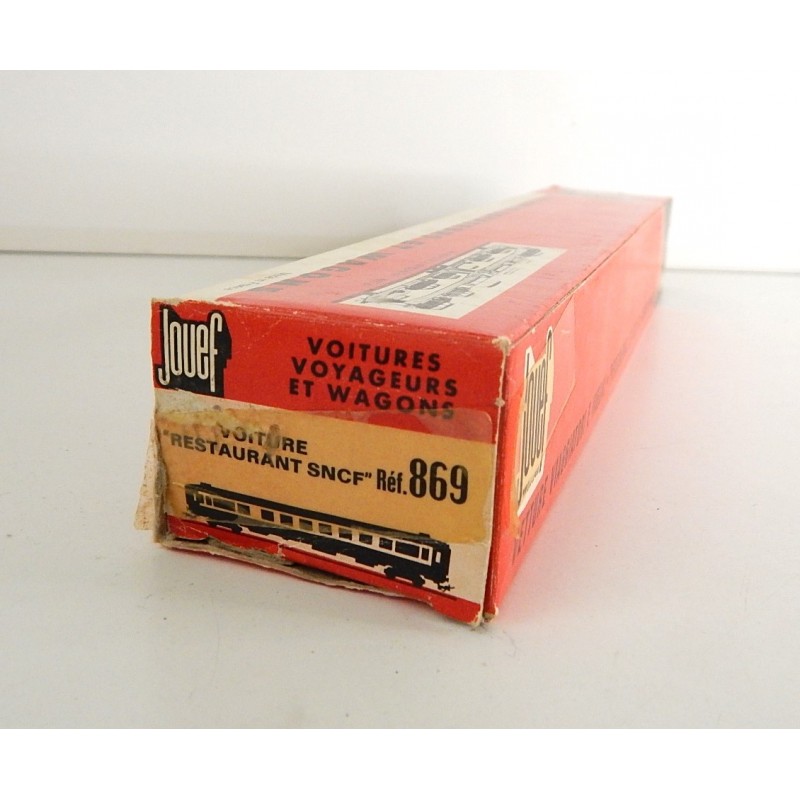 Jouef
VOITURES
VOYAGEURS
ET WAGONS
VOITURE
"RESTAURANT SNCF" Réf. 869
Jouef